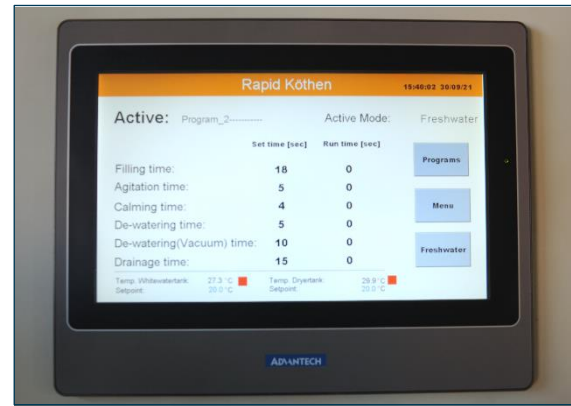 Rapid Köthen 15:40:02 30/09/21
Active: Program_2---------- Active Mode: Freshwater
Set time [sec] Run time [sec]
Programs
Filling time: 18 0
Agitation time: 5 0
Calming time: 4 0 Menu
De-watering time: 5 0
De-watering(Vacuum) time: 10 0 Freshwater
Drainage time: 15 0
Temp. Whitewatertank: 27.3 °C Temp. Dryertank: 29.9 °C
Setpoint: 20.0 °C Setpoint: 20.0 °C
ADVANTECH